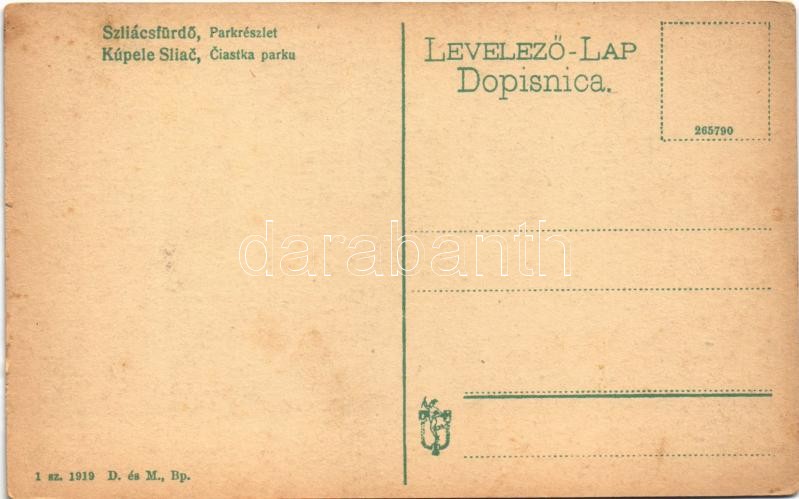 Szliácsfürdő, Parkrészlet
Kúpele Sliač, Čiastka parku
LEVELEZŐ-LAP
Dopisnica.
265790
darabanth
1 sz. 1919 D. és M., Bp.